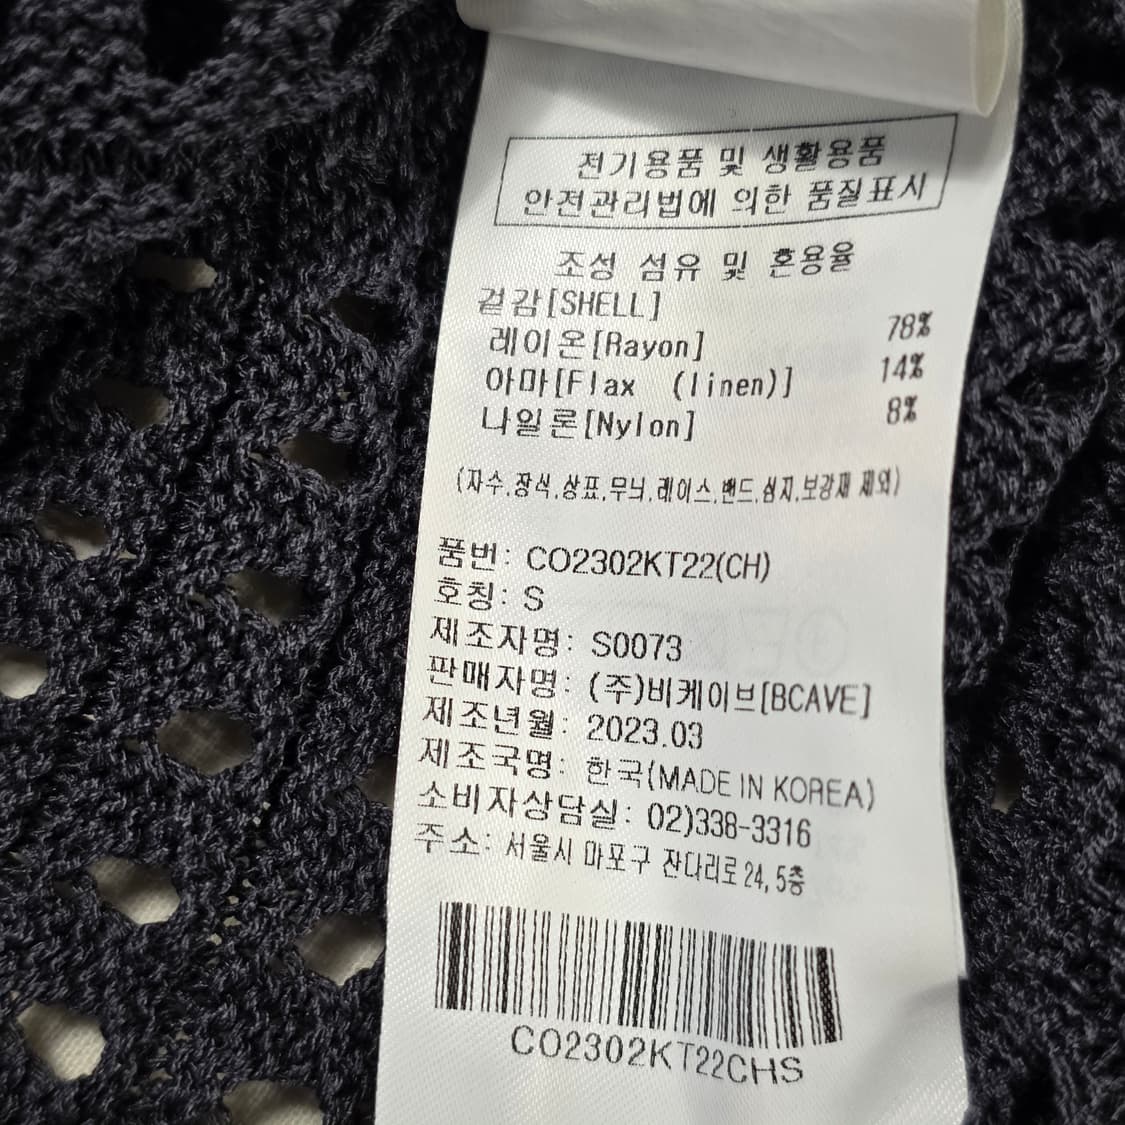 전기용품 및 생활용품
안전관리법에 의한 품질표시
조성 섬유 및 혼용율
겉감[SHELL]
레이온[Rayon] 78%
아마[Flax (linen)] 14%
나일론[Nylon] 8%
(자수.장식.상표.무늬.레이스.밴드.심지.보강재 제외)
품번: CO2302KT22(CH)
호칭: S
제조자명: S0073
판매자명: (주)비케이브[BCAVE]
제조년월: 2023.03
제조국명: 한국(MADE IN KOREA)
소비자상담실: 02)338-3316
주소: 서울시 마포구 잔다리로 24, 5층
CO2302KT22CHS